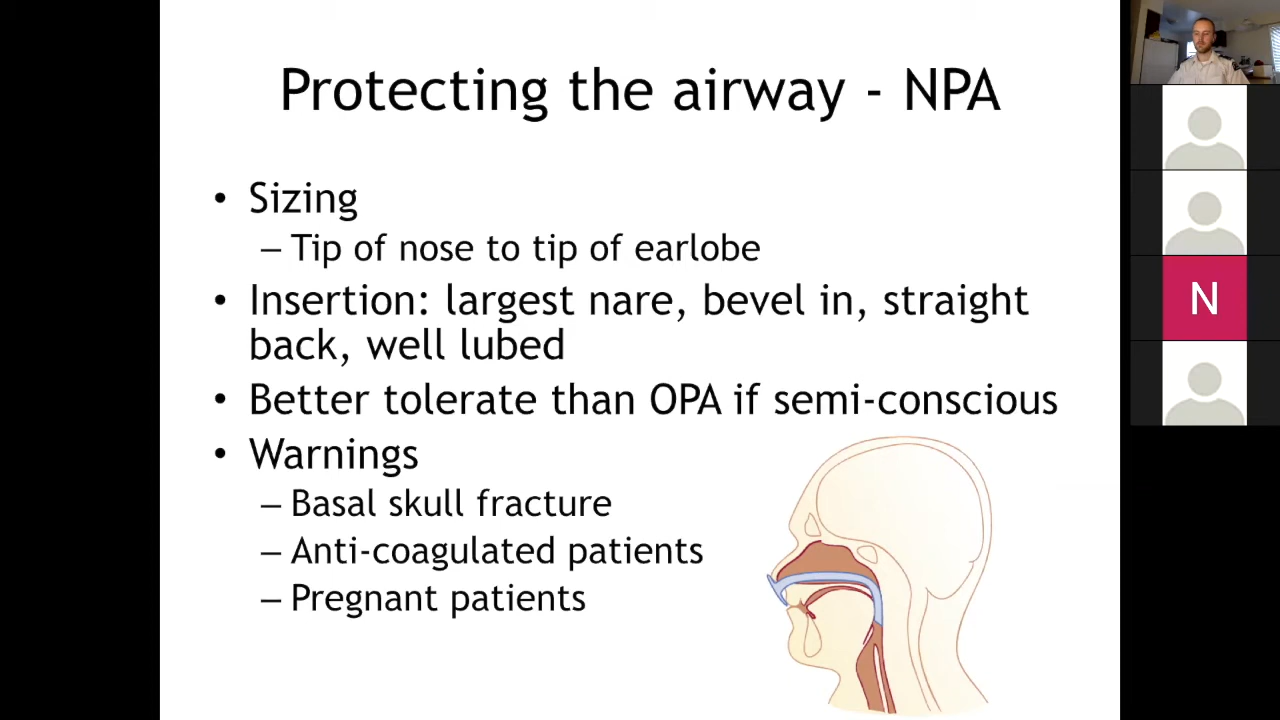 Protecting the airway - NPA
• Sizing
– Tip of nose to tip of earlobe
• Insertion: largest nare, bevel in, straight
back, well lubed
• Better tolerate than OPA if semi-conscious
• Warnings
– Basal skull fracture
– Anti-coagulated patients
– Pregnant patients
N